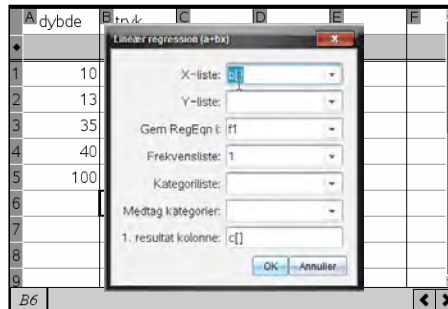 A dybde B tryk C D E F
Lineær regression (a+bx)
X-liste: b[]
Y-liste:
Gem RegEqn i: f1
Frekvensliste: 1
Kategoriliste:
Medtag kategorier:
1. resultat kolonne: c[]
OK Annuller
1 10
2 13
3 35
4 40
5 100
6
7
8
9
B6